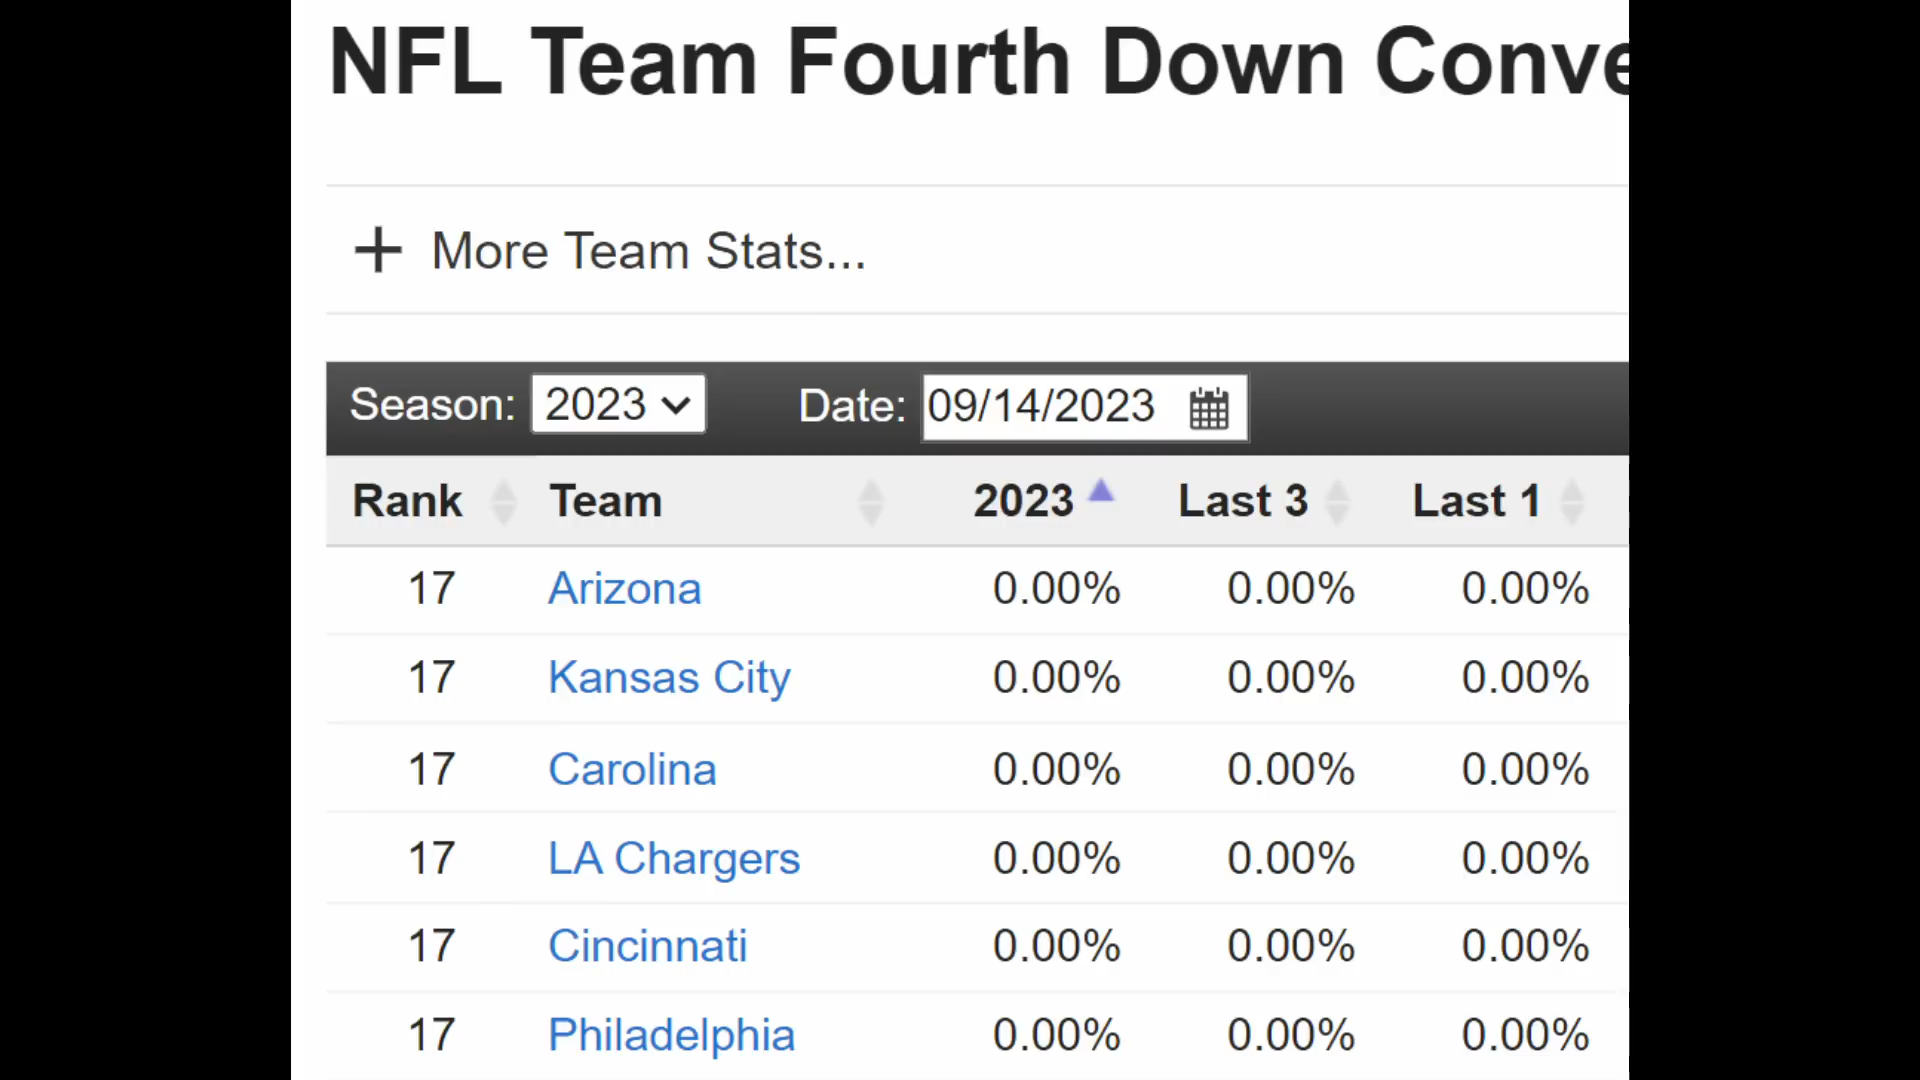 NFL Team Fourth Down Conve
+ More Team Stats...
Season: 2023 Date: 09/14/2023
Rank Team 2023 Last 3 Last 1
17 Arizona 0.00% 0.00% 0.00%
17 Kansas City 0.00% 0.00% 0.00%
17 Carolina 0.00% 0.00% 0.00%
17 LA Chargers 0.00% 0.00% 0.00%
17 Cincinnati 0.00% 0.00% 0.00%
17 Philadelphia 0.00% 0.00% 0.00%